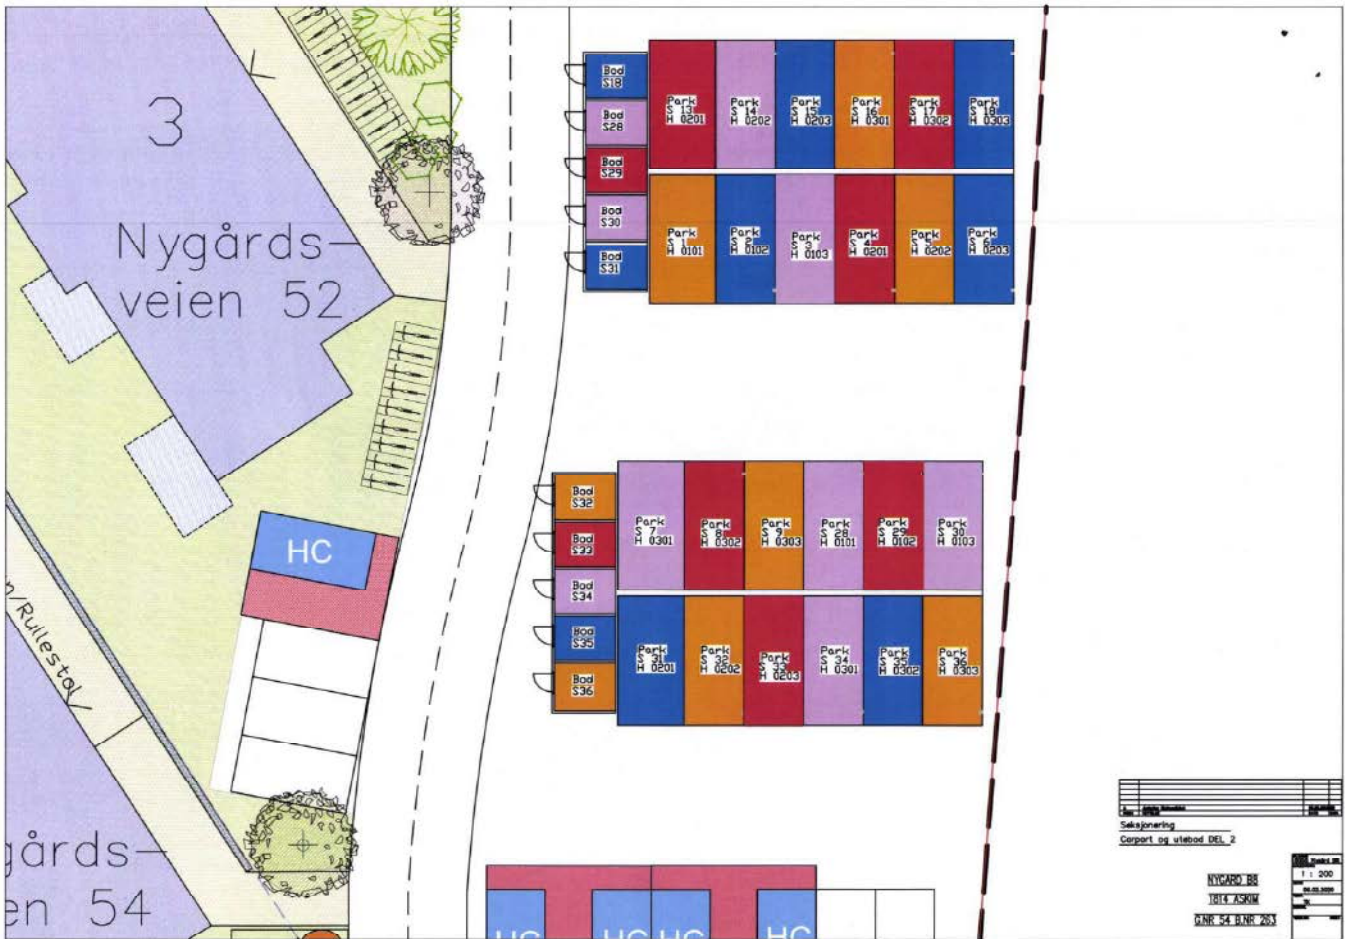 3
Nygårds-
veien 52
HC
n/Rullestol
gårds-
en 54
Bod
S18
Bod
S28
Bod
S29
Bod
S30
Bod
S31
Park
S 13
H 0201
Park
S 14
H 0202
Park
S 15
H 0203
Park
S 16
H 0301
Park
S 17
H 0302
Park
S 18
H 0303
Park
S 1
H 0101
Park
S 2
H 0102
Park
S 3
H 0103
Park
S 4
H 0201
Park
S 5
H 0202
Park
S 6
H 0203
Bod
S32
Bod
S33
Bod
S34
Bod
S35
Bod
S36
Park
S 7
H 0301
Park
S 8
H 0302
Park
S 9
H 0303
Park
S 28
H 0101
Park
S 29
H 0102
Park
S 30
H 0103
Park
S 31
H 0201
Park
S 32
H 0202
Park
S 33
H 0203
Park
S 34
H 0301
Park
S 35
H 0302
Park
S 36
H 0303
HC HC HC HC
Seksjonering
Carport og utebod DEL 2
NYGÅRD B8
1814 ASKIM
G.NR 54 B.NR 263
1 : 200